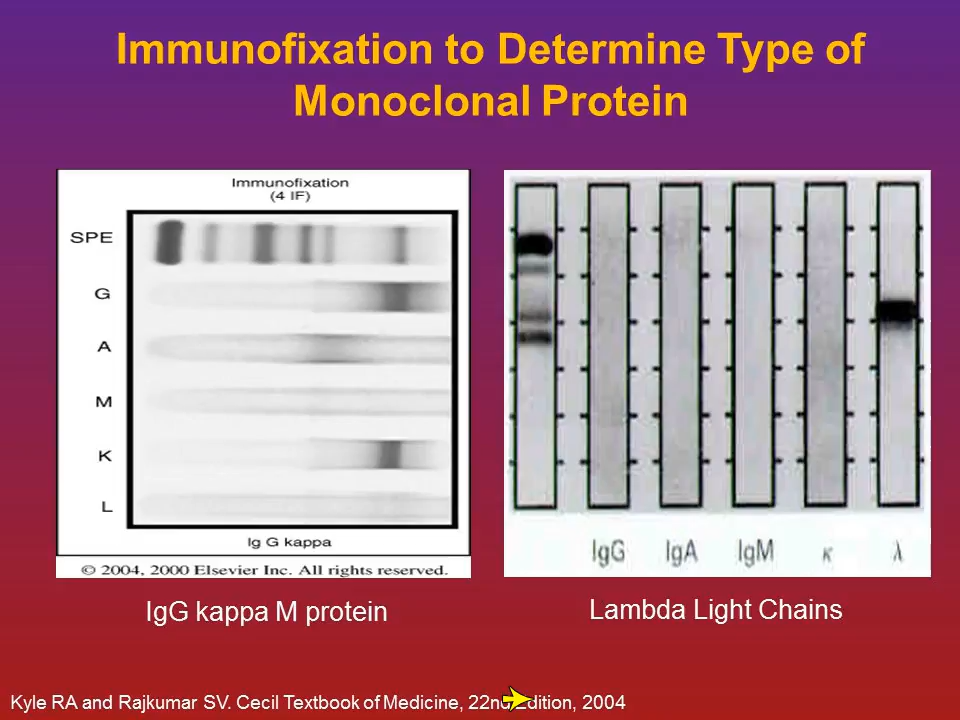 Immunofixation to Determine Type of
Monoclonal Protein
Immunofixation
(4 IF)
SPE
G
A
M
K
L
Ig G kappa
© 2004, 2000 Elsevier Inc. All rights reserved.
IgG kappa M protein
IgG IgA IgM κ λ
Lambda Light Chains
Kyle RA and Rajkumar SV. Cecil Textbook of Medicine, 22nd Edition, 2004